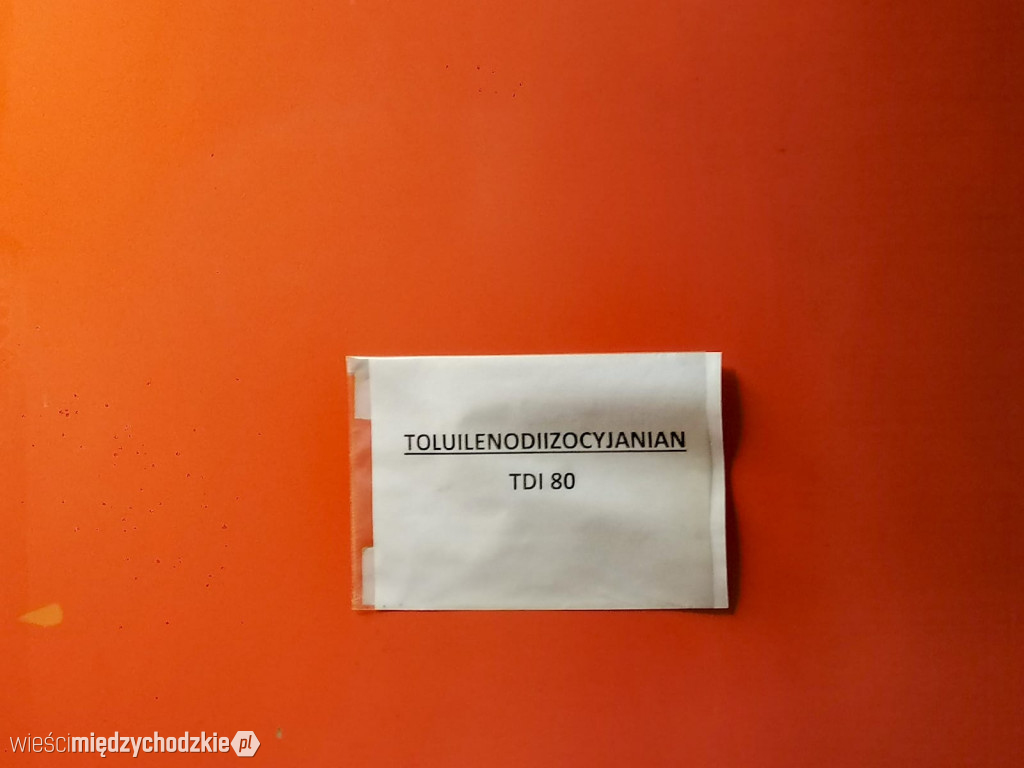 TOLUILENODIIZOCYJANIAN
TDI 80
wieścimiędzychodzkie.pl